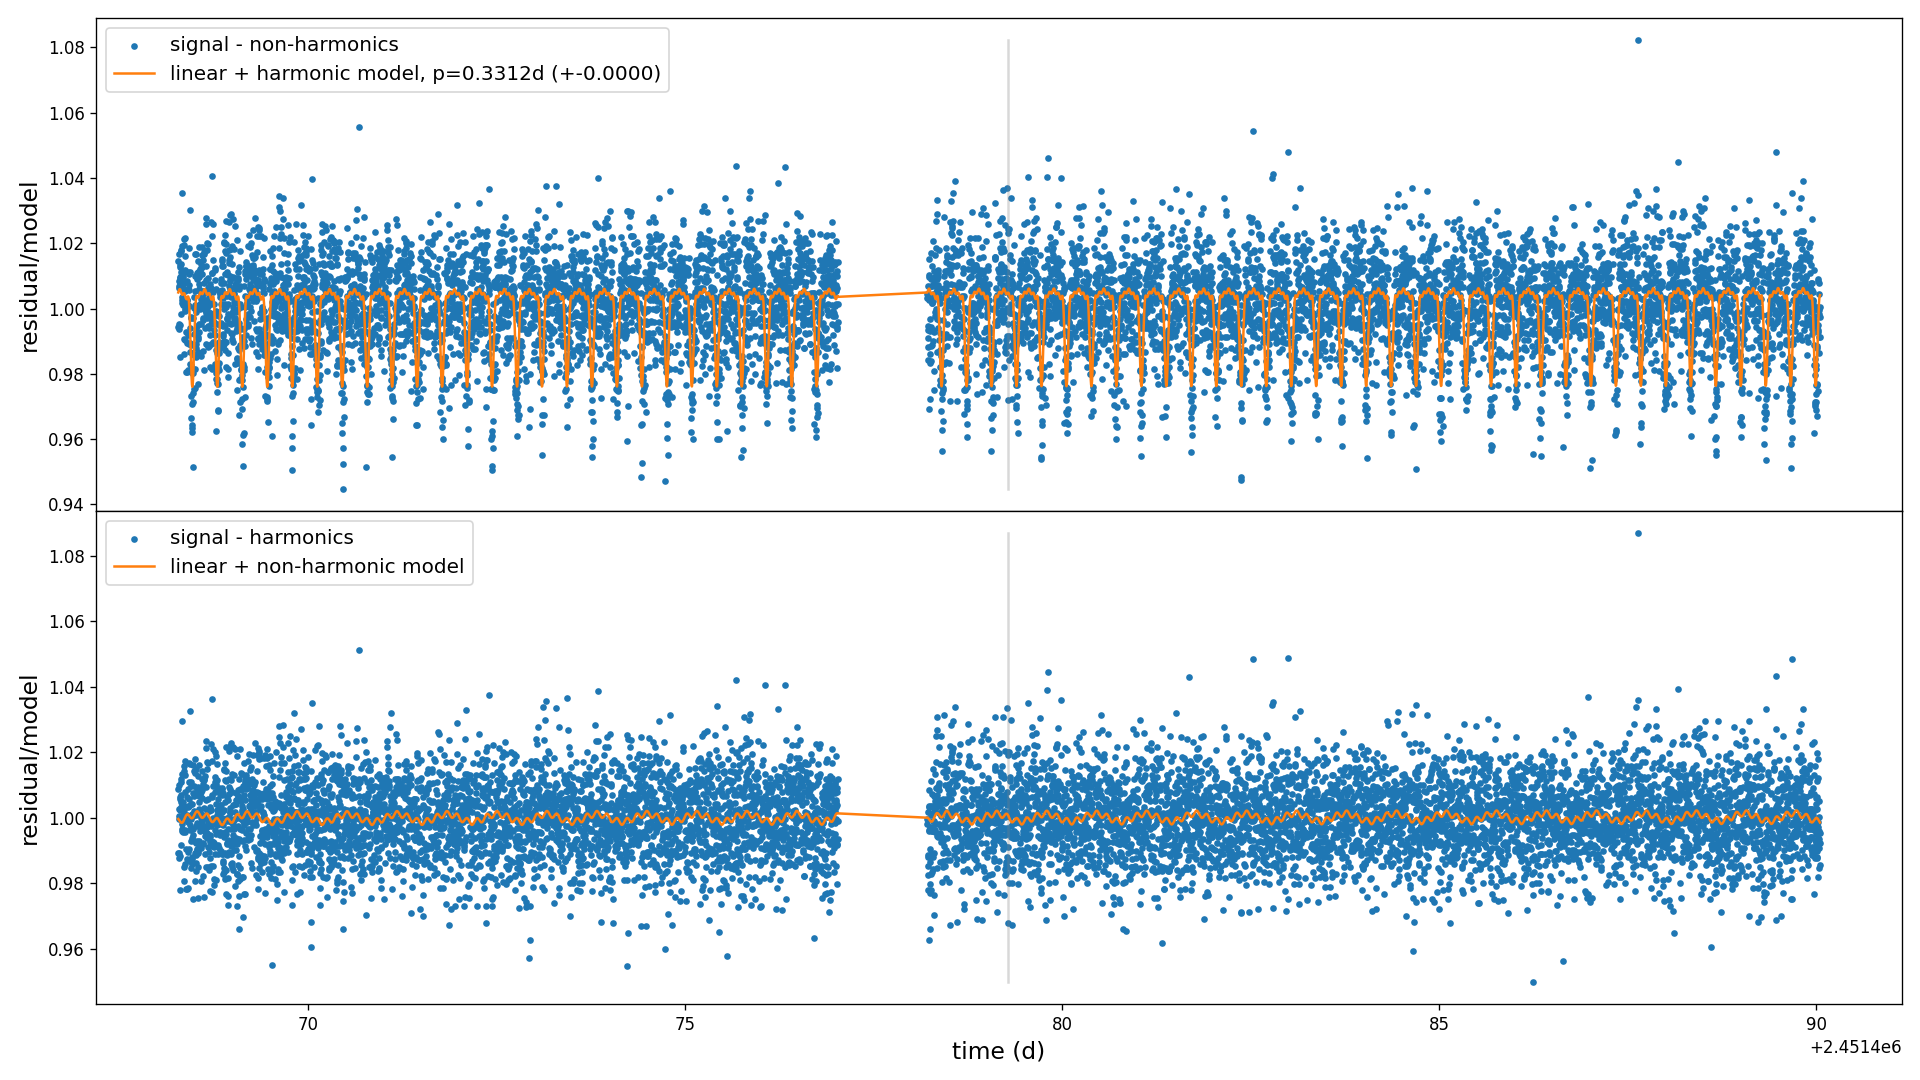 signal - non-harmonics
linear + harmonic model, p=0.3312d (+-0.0000)
residual/model
1.08
1.06
1.04
1.02
1.00
0.98
0.96
0.94
signal - harmonics
linear + non-harmonic model
residual/model
1.08
1.06
1.04
1.02
1.00
0.98
0.96
70 75 80 85 90
time (d)
+2.4514e6